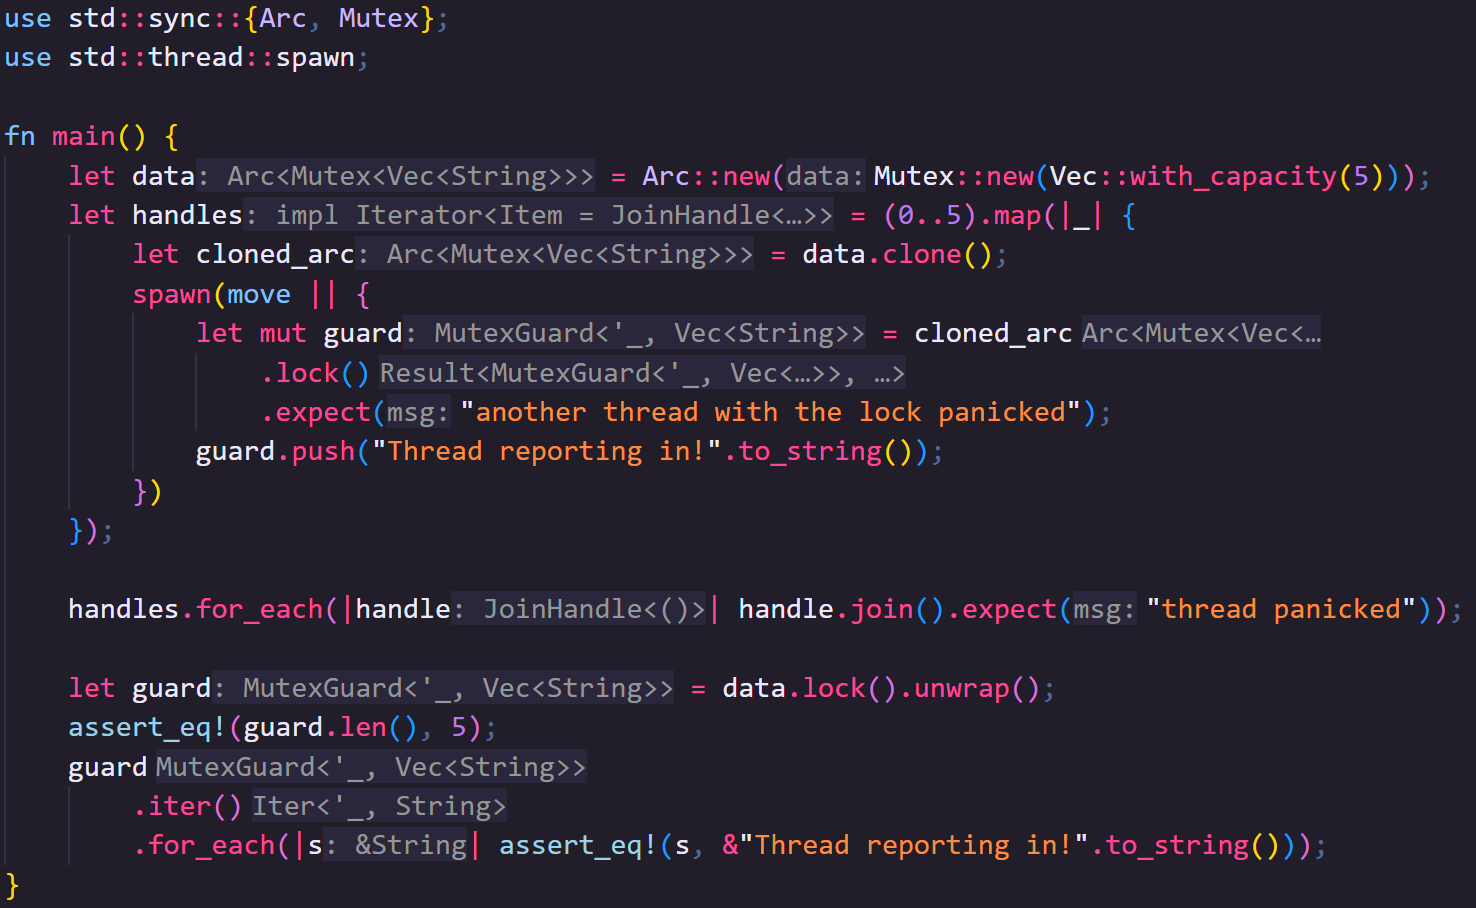 use std::sync::{Arc, Mutex};
use std::thread::spawn;
fn main() {
let data: Arc<Mutex<Vec<String>>> = Arc::new(data: Mutex::new(Vec::with_capacity(5)));
let handles: impl Iterator<Item = JoinHandle<…>> = (0..5).map(|_| {
let cloned_arc: Arc<Mutex<Vec<String>>> = data.clone();
spawn(move || {
let mut guard: MutexGuard<'_, Vec<String>> = cloned_arc Arc<Mutex<Vec<…
.lock() Result<MutexGuard<'_, Vec<…>>, …>
.expect(msg: "another thread with the lock panicked");
guard.push("Thread reporting in!".to_string());
})
});
handles.for_each(|handle: JoinHandle<()>| handle.join().expect(msg: "thread panicked"));
let guard: MutexGuard<'_, Vec<String>> = data.lock().unwrap();
assert_eq!(guard.len(), 5);
guard MutexGuard<'_, Vec<String>>
.iter() Iter<'_, String>
.for_each(|s: &String| assert_eq!(s, &"Thread reporting in!".to_string()));
}